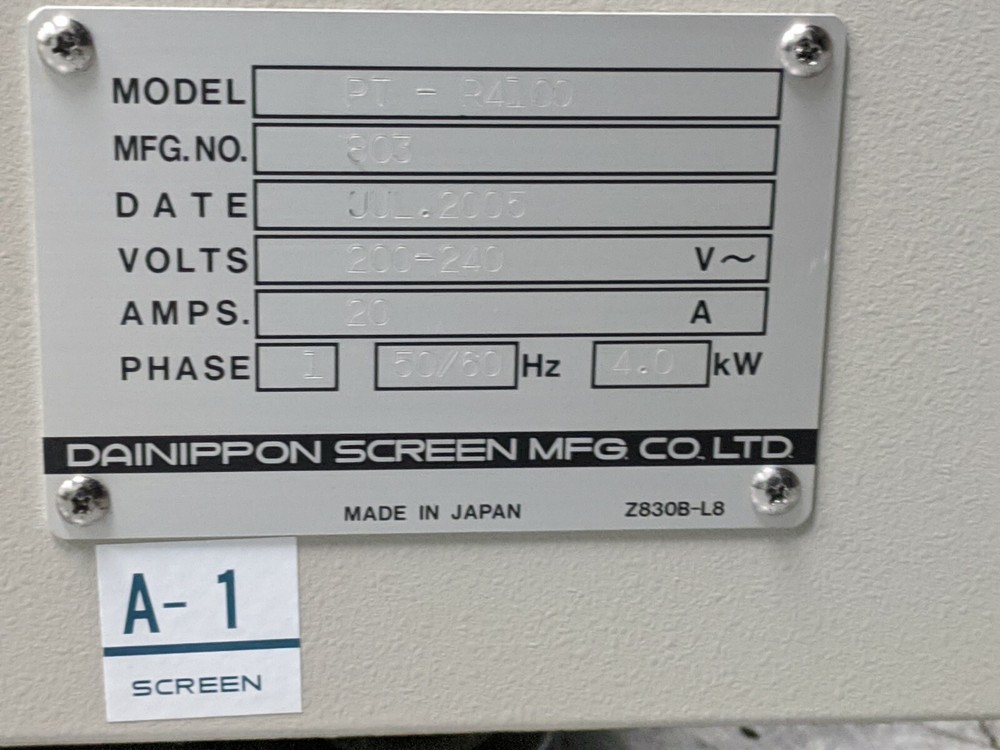 MODEL PT - R4100
MFG. NO. 303
DATE JUL.2005
VOLTS 200-240 V~
AMPS. 20 A
PHASE 1 50/60 Hz 4.0 kW
DAINIPPON SCREEN MFG. CO. LTD.
MADE IN JAPAN Z830B-L8
A- 1
SCREEN